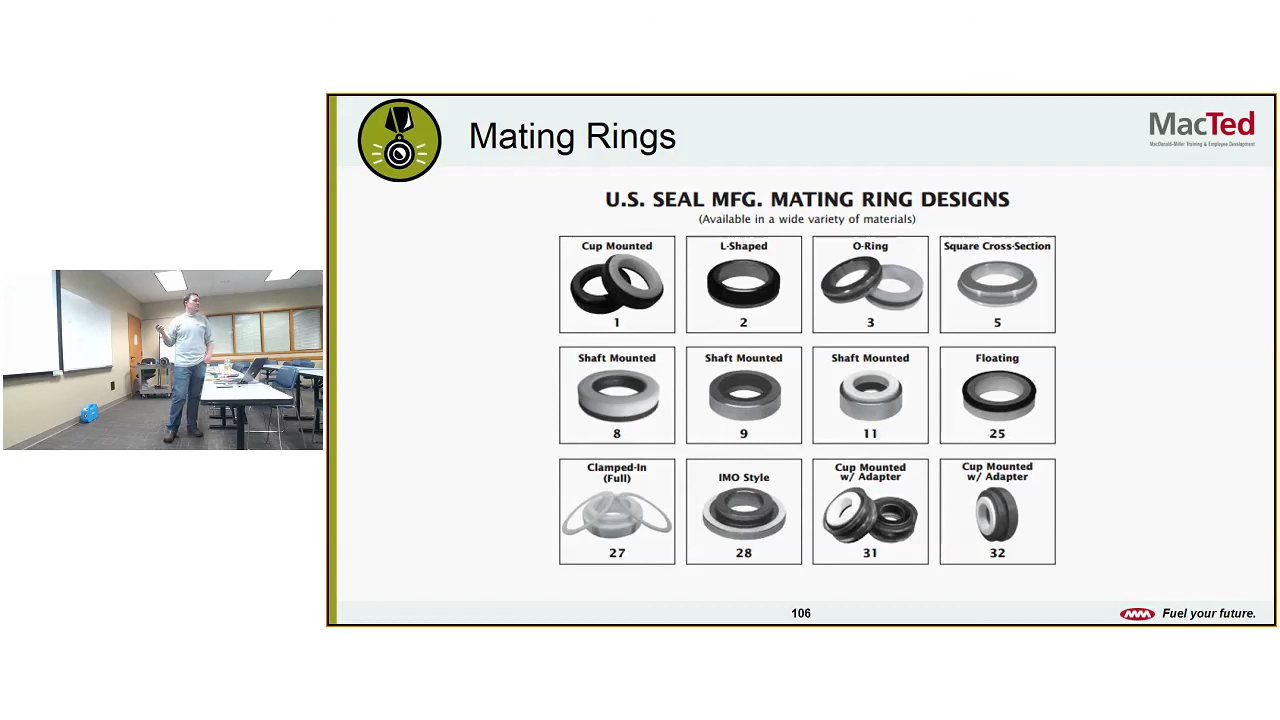 Mating Rings
MacTed
MacDonald-Miller Training & Employee Development
U.S. SEAL MFG. MATING RING DESIGNS
(Available in a wide variety of materials)
Cup Mounted
1
L-Shaped
2
O-Ring
3
Square Cross-Section
5
Shaft Mounted
8
Shaft Mounted
9
Shaft Mounted
11
Floating
25
Clamped-In
(Full)
27
IMO Style
28
Cup Mounted
w/ Adapter
31
Cup Mounted
w/ Adapter
32
106
Fuel your future.